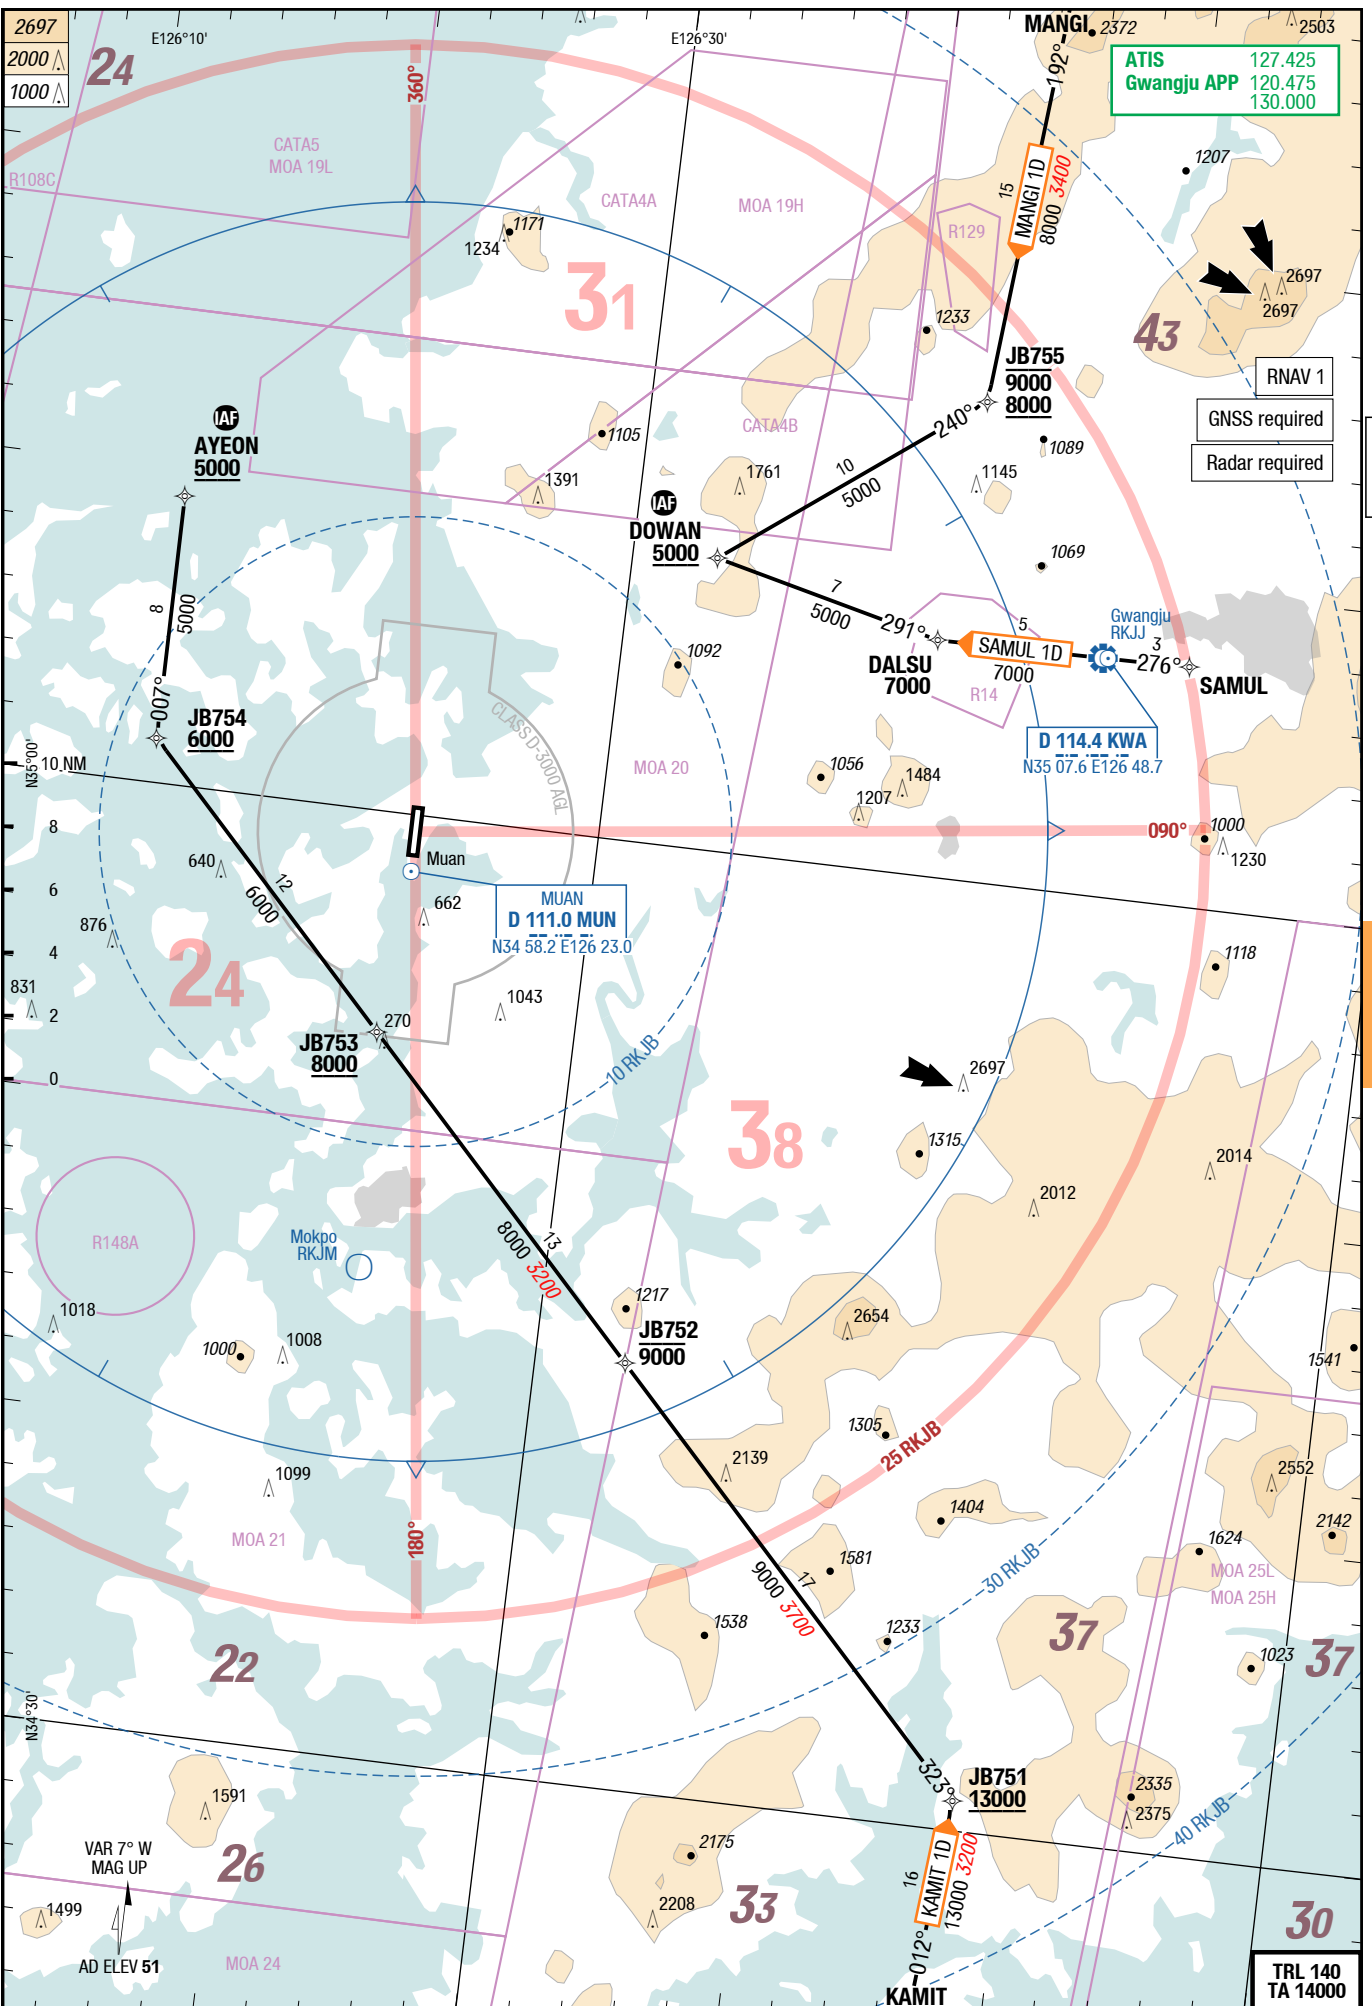 2697
2000
1000
24
E126°10'
E126°30'
MANGI
2372
2503
ATIS 127.425
Gwangju APP 120.475
130.000
360°
192°
CATA5
MOA 19L
R108C
CATA4A
MOA 19H
R129
15
MANGI 1D
8000 3400
1207
1171
1234
31
1233
2697
2697
43
JB755
9000
8000
RNAV 1
GNSS required
Radar required
IAF
AYEON
5000
1105
CATA4B
240°
1089
1391
1761
10
5000
1145
IAF
DOWAN
5000
1069
8
5000
7
5000
291°
Gwangju
RKJJ
5
SAMUL 1D
7000
3
276°
SAMUL
DALSU
7000
R14
1092
007°
JB754
6000
CLASS D-3000 AGL
D 114.4 KWA
N35 07.6 E126 48.7
N35°00'
10 NM
MOA 20
1056
1484
1207
8
090°
1000
1230
Muan
640
12
6000
6
662
MUAN
D 111.0 MUN
N34 58.2 E126 23.0
876
4
24
1118
831
2
270
1043
JB753
8000
10 RKJB
0
2697
38
1315
2014
2012
R148A
Mokpo
RKJM
13
8000 3200
1018
1217
2654
1000
1008
JB752
9000
1541
1305
25 RKJB
2139
1099
2552
1404
2142
MOA 21
180°
1624
1581
17
9000 3700
30 RKJB
MOA 25L
MOA 25H
1538
1233
37
22
1023
37
N34°30'
323°
JB751
13000
2335
2375
1591
40 RKJB
VAR 7° W
MAG UP
26
2175
16
KAMIT 1D
13000 3200
1499
2208
33
30
012°
AD ELEV 51
MOA 24
KAMIT
TRL 140
TA 14000